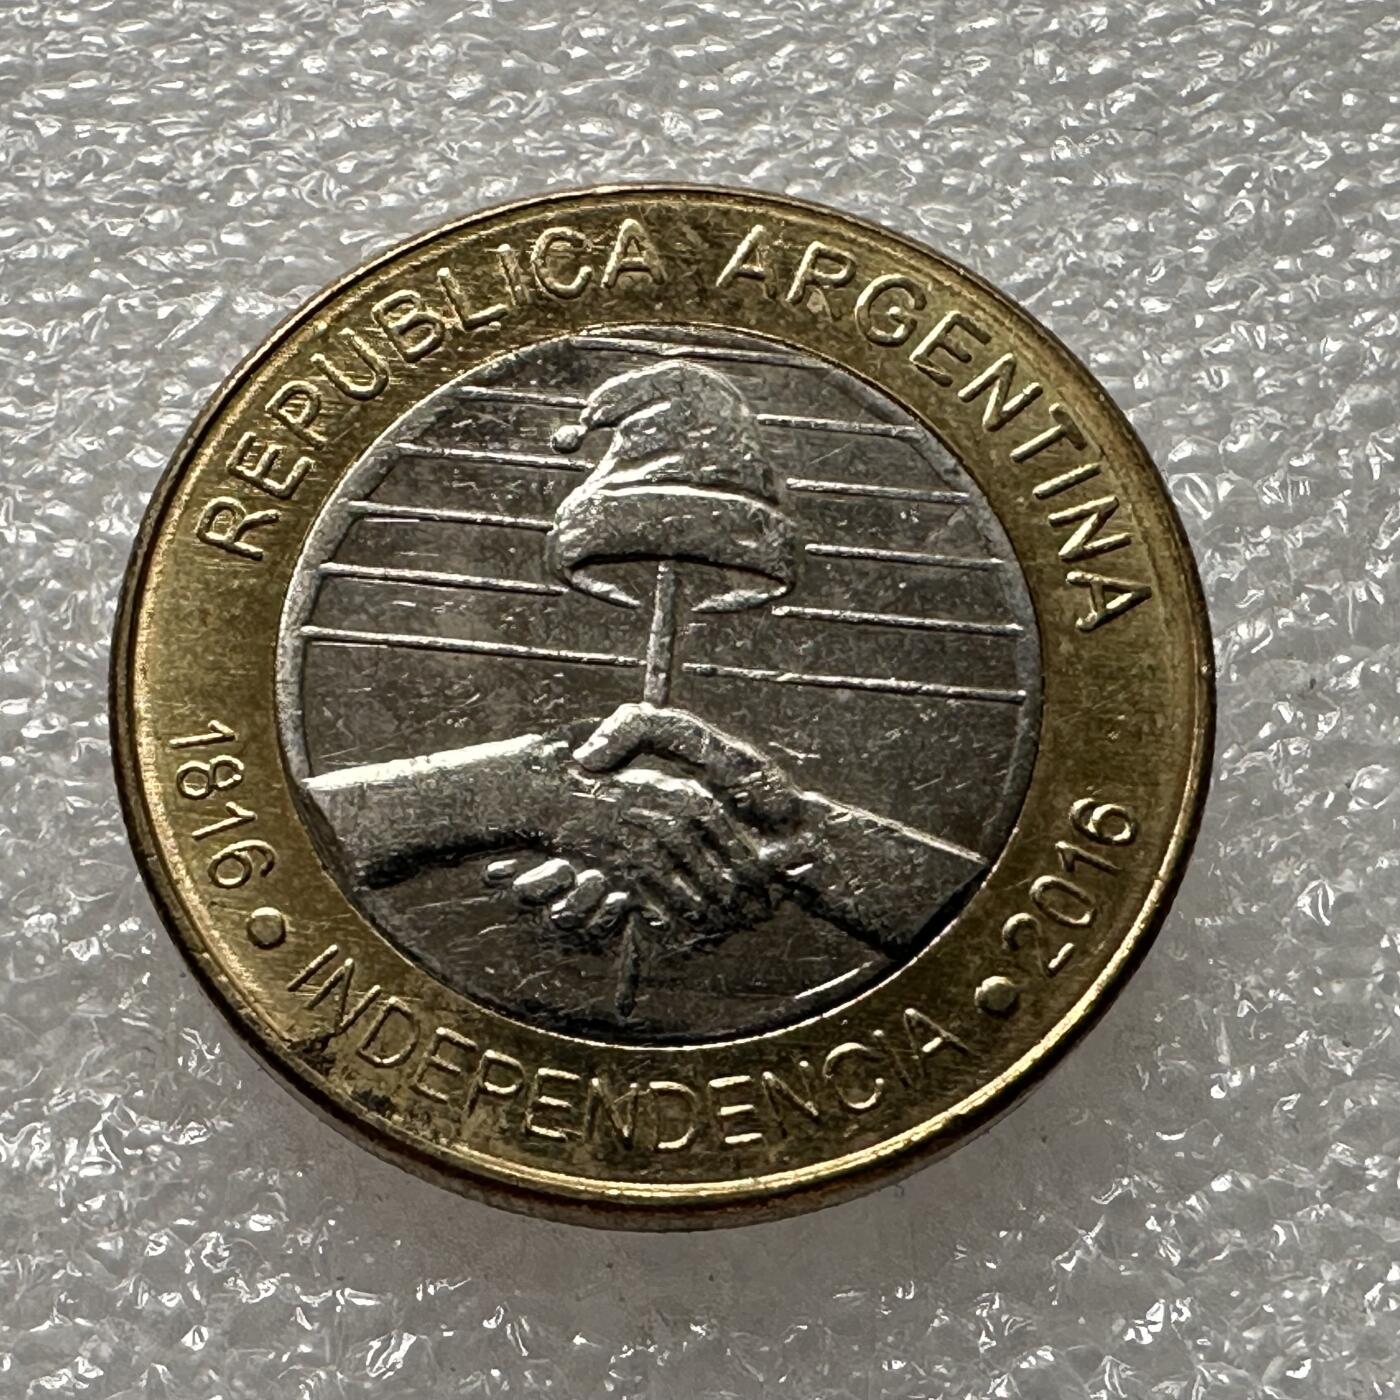 REPUBLICA ARGENTINA
1816 • INDEPENDENCIA • 2016